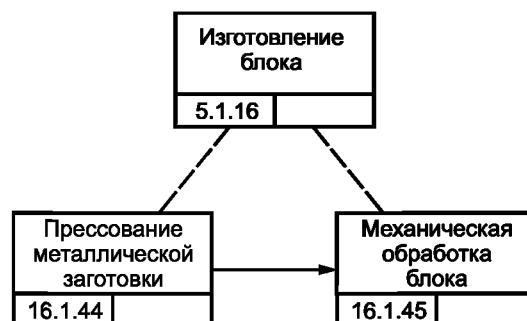 Изготовление
блока
5.1.16
Прессование
металлической
заготовки
16.1.44
Механическая
обработка
блока
16.1.45